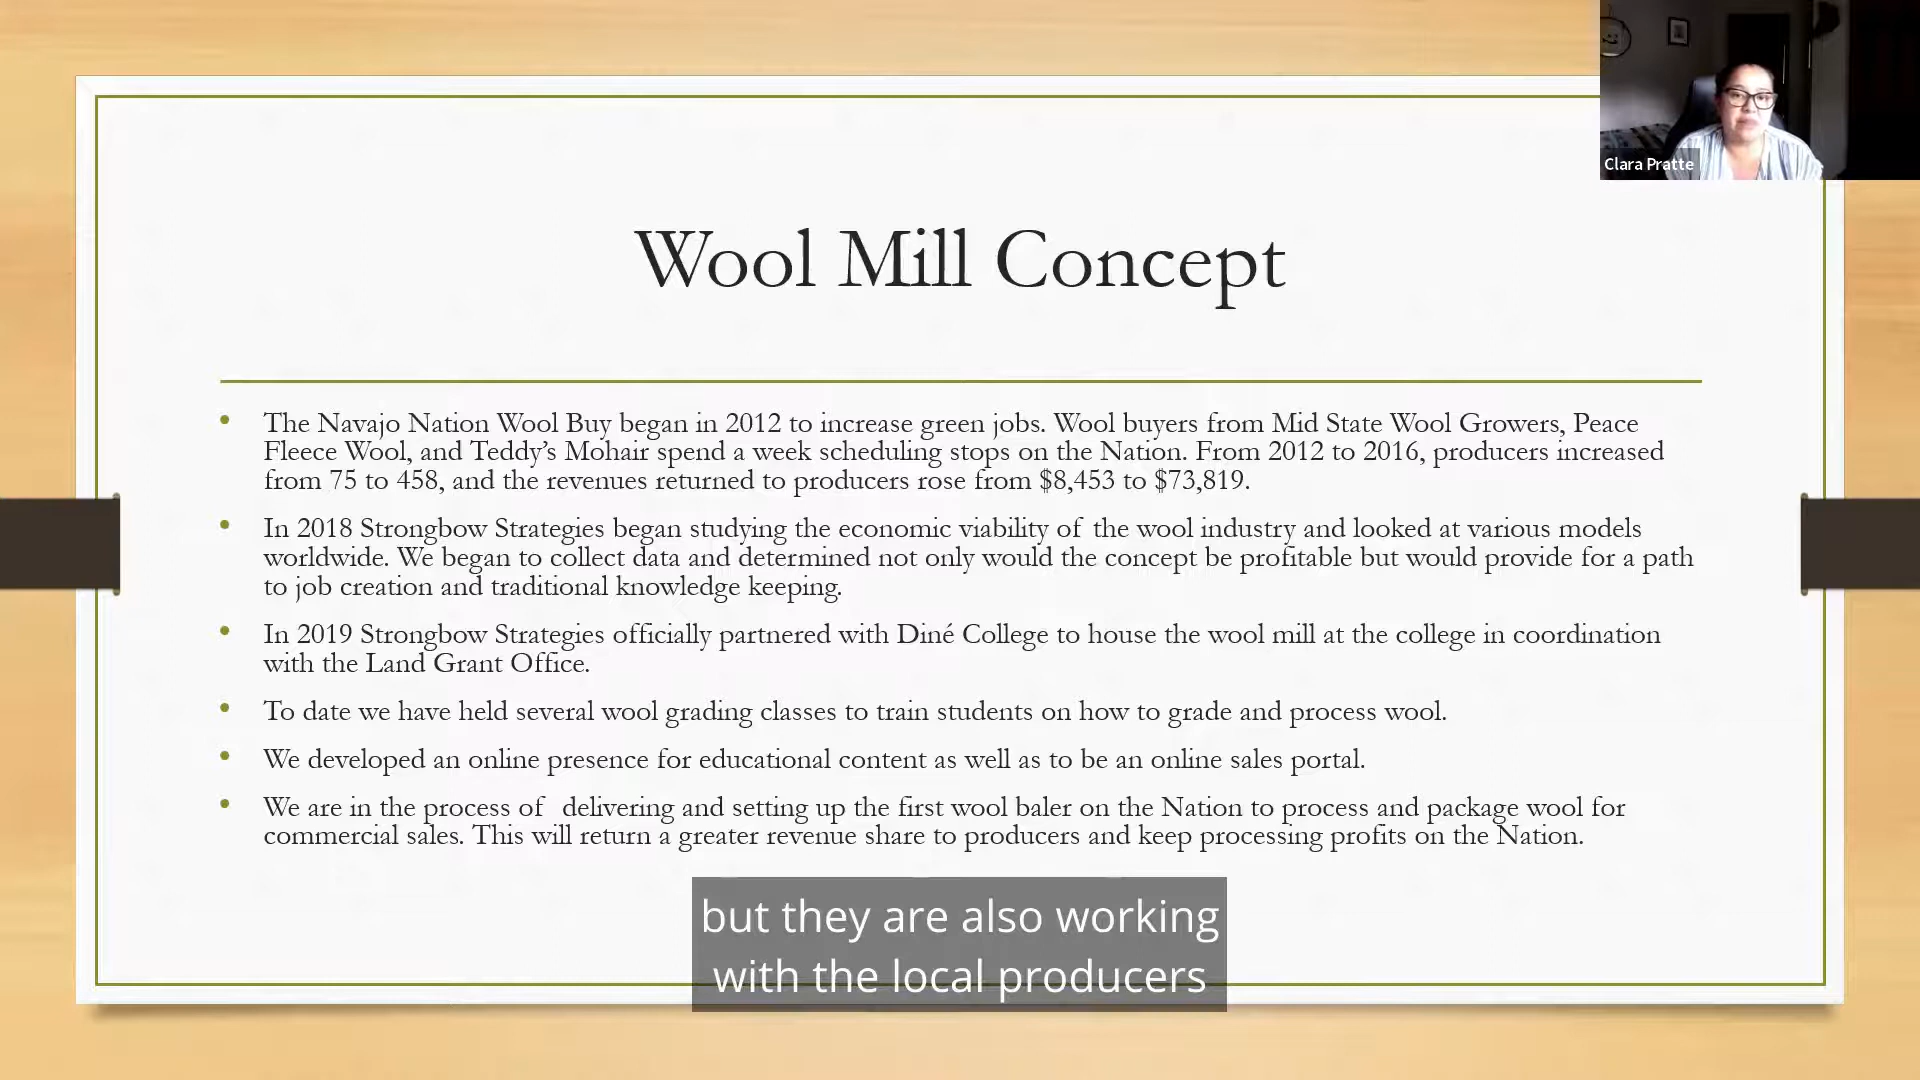 Clara Pratte
Wool Mill Concept
• The Navajo Nation Wool Buy began in 2012 to increase green jobs. Wool buyers from Mid State Wool Growers, Peace
Fleece Wool, and Teddy’s Mohair spend a week scheduling stops on the Nation. From 2012 to 2016, producers increased
from 75 to 458, and the revenues returned to producers rose from $8,453 to $73,819.
• In 2018 Strongbow Strategies began studying the economic viability of the wool industry and looked at various models
worldwide. We began to collect data and determined not only would the concept be profitable but would provide for a path
to job creation and traditional knowledge keeping.
• In 2019 Strongbow Strategies officially partnered with Diné College to house the wool mill at the college in coordination
with the Land Grant Office.
• To date we have held several wool grading classes to train students on how to grade and process wool.
• We developed an online presence for educational content as well as to be an online sales portal.
• We are in the process of  delivering and setting up the first wool baler on the Nation to process and package wool for
commercial sales. This will return a greater revenue share to producers and keep processing profits on the Nation.
but they are also working
with the local producers